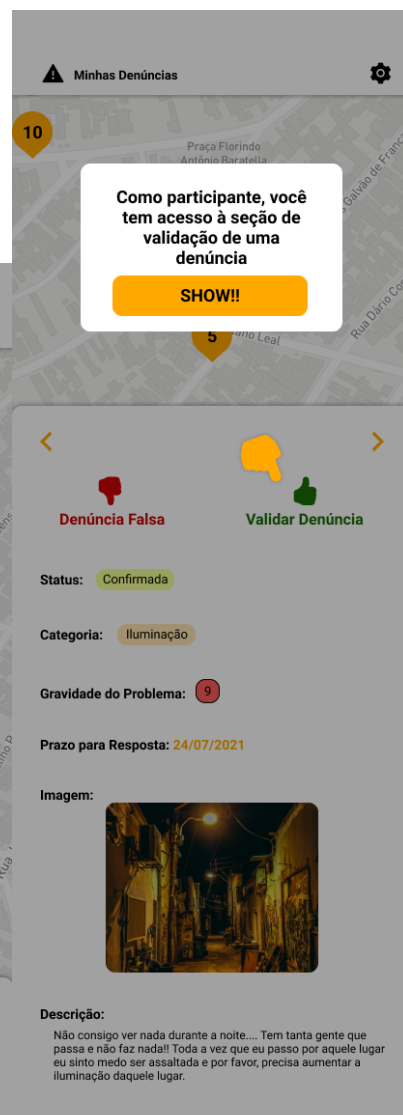 Minhas Denúncias
10
Praça Florindo
Antônio Baratella
Como participante, você
tem acesso à seção de
validação de uma
denúncia
SHOW!!
5
Leal
Galvão de Franç
Rua Dário Co
Denúncia Falsa
Validar Denúncia
Status: Confirmada
Categoria: Iluminação
Gravidade do Problema: 9
Prazo para Resposta: 24/07/2021
Imagem:
Descrição:
Não consigo ver nada durante a noite.... Tem tanta gente que
passa e não faz nada!! Toda a vez que eu passo por aquele lugar
eu sinto medo ser assaltada e por favor, precisa aumentar a
iluminação daquele lugar.